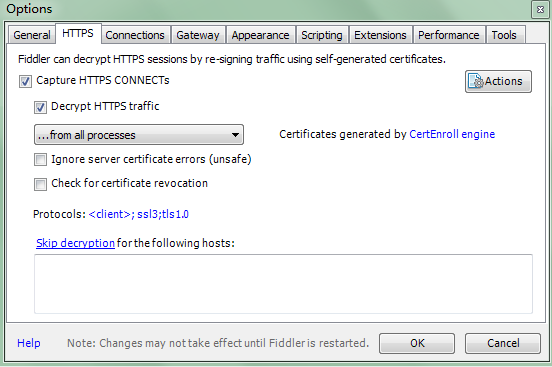 Options
General HTTPS Connections Gateway Appearance Scripting Extensions Performance Tools
Fiddler can decrypt HTTPS sessions by re-signing traffic using self-generated certificates.
Capture HTTPS CONNECTs
Actions
Decrypt HTTPS traffic
...from all processes
Certificates generated by CertEnroll engine
Ignore server certificate errors (unsafe)
Check for certificate revocation
Protocols: <client>; ssl3;tls1.0
Skip decryption for the following hosts:
Help
Note: Changes may not take effect until Fiddler is restarted.
OK
Cancel